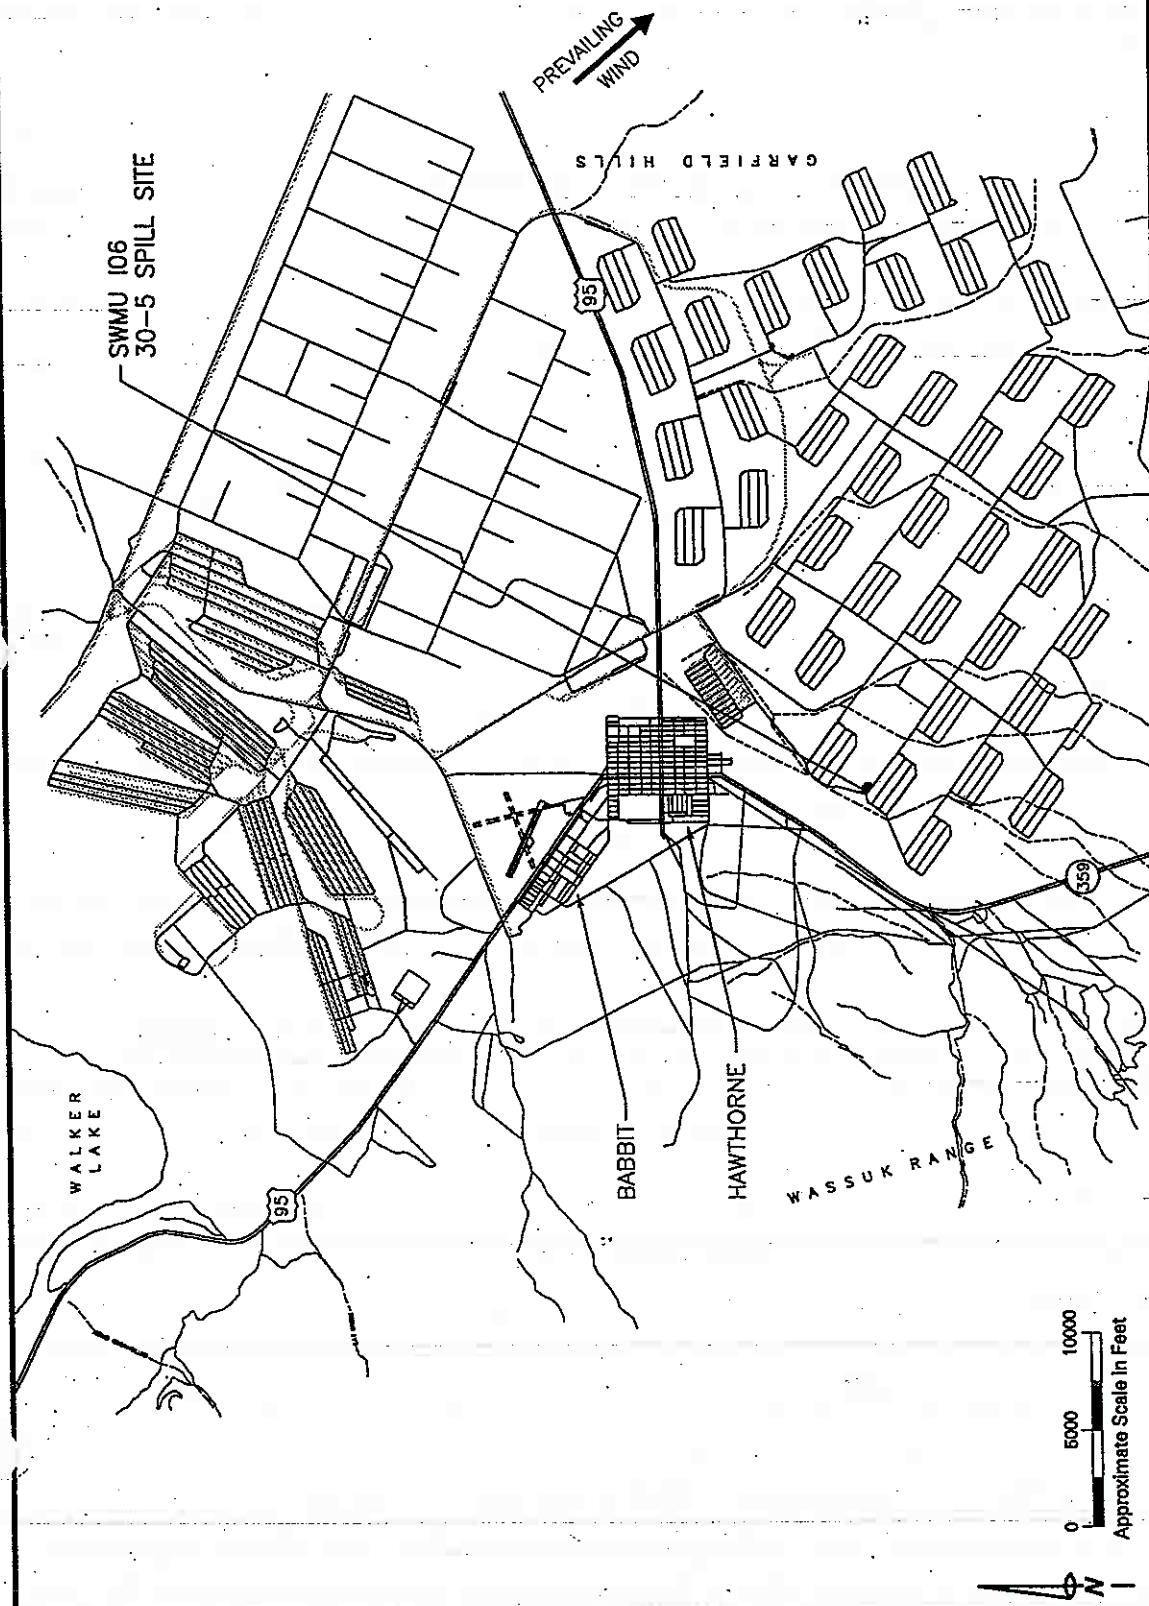 PREVAILING
WIND
SWMU 106
30-5 SPILL SITE
GARFIELD HILLS
95
WALKER
LAKE
95
BABBIT
HAWTHORNE
WASSUK RANGE
359
0 5000 10000
Approximate Scale in Feet
N